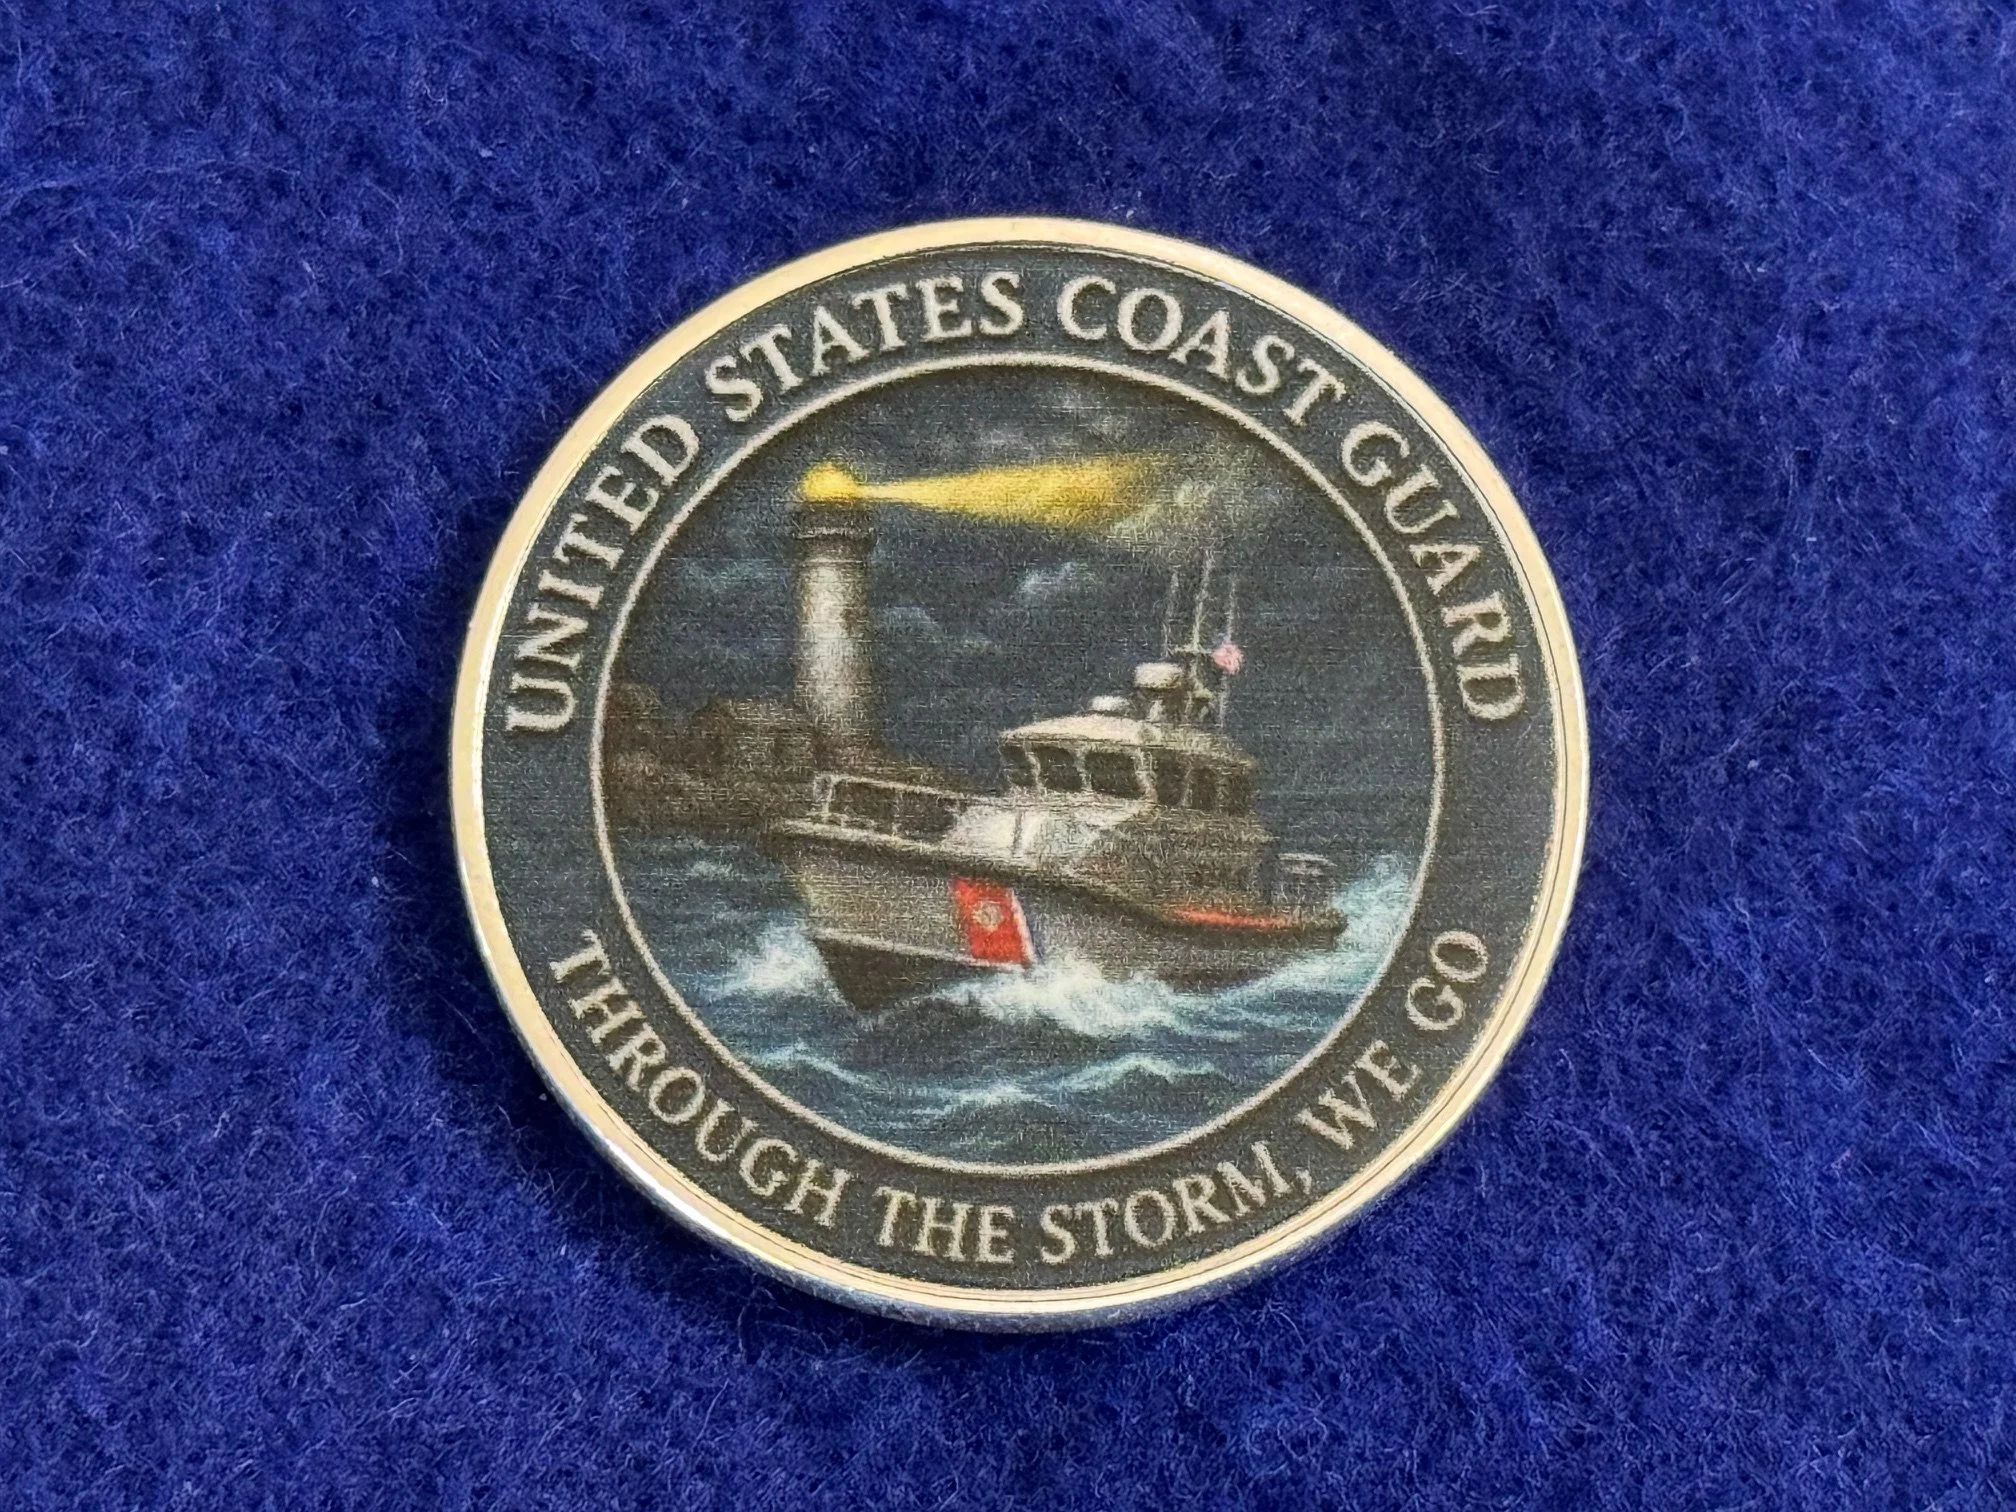 UNITED STATES COAST GUARD
THROUGH THE STORM, WE GO